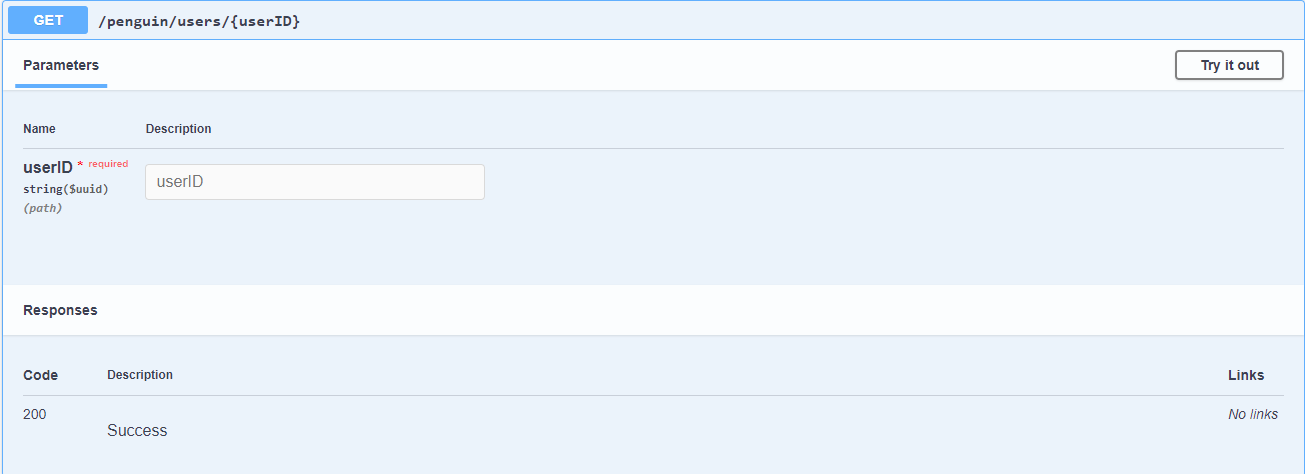 GET /penguin/users/{userID}
Parameters Try it out
Name Description
userID * required userID
string($uuid)
(path)
Responses
Code Description Links
200 No links
Success